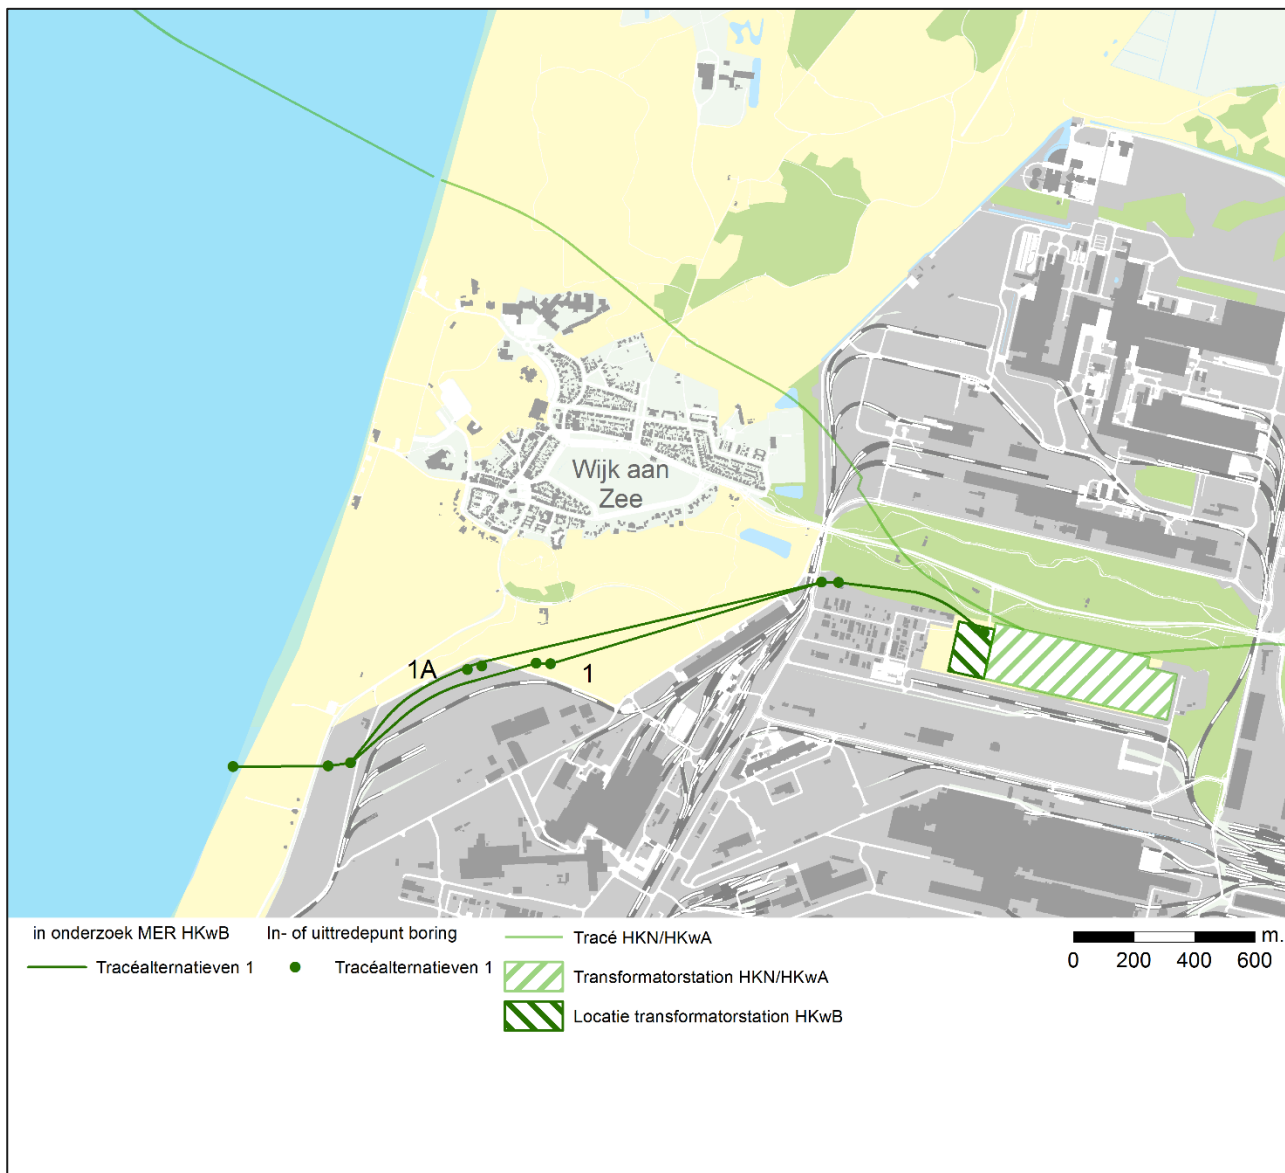 Wijk aan
Zee
1A
1
in onderzoek MER HKwB
Tracéalternatieven 1
In- of uittredepunt boring
Tracéalternatieven 1
Tracé HKN/HKwA
Transformatorstation HKN/HKwA
Locatie transformatorstation HKwB
m.
0 200 400 600